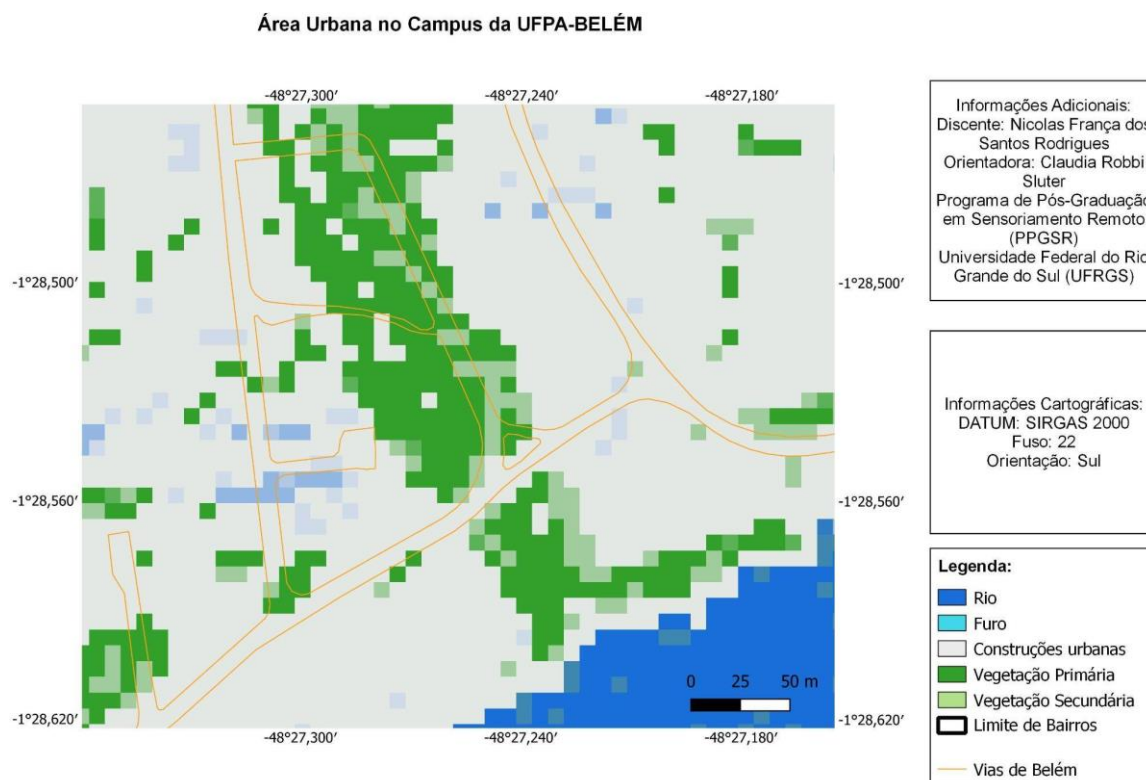 Área Urbana no Campus da UFPA-BELÉM
-48°27,300′ -48°27,240′ -48°27,180′
-1°28,500′ -1°28,500′
-1°28,560′ -1°28,560′
-1°28,620′ -1°28,620′
0 25 50 m
-48°27,300′ -48°27,240′ -48°27,180′
Informações Adicionais:
Discente: Nicolas França dos
Santos Rodrigues
Orientadora: Claudia Robbi
Sluter
Programa de Pós-Graduação
em Sensoriamento Remoto
(PPGSR)
Universidade Federal do Rio
Grande do Sul (UFRGS)
Informações Cartográficas:
DATUM: SIRGAS 2000
Fuso: 22
Orientação: Sul
Legenda:
Rio
Furo
Construções urbanas
Vegetação Primária
Vegetação Secundária
Limite de Bairros
Vias de Belém